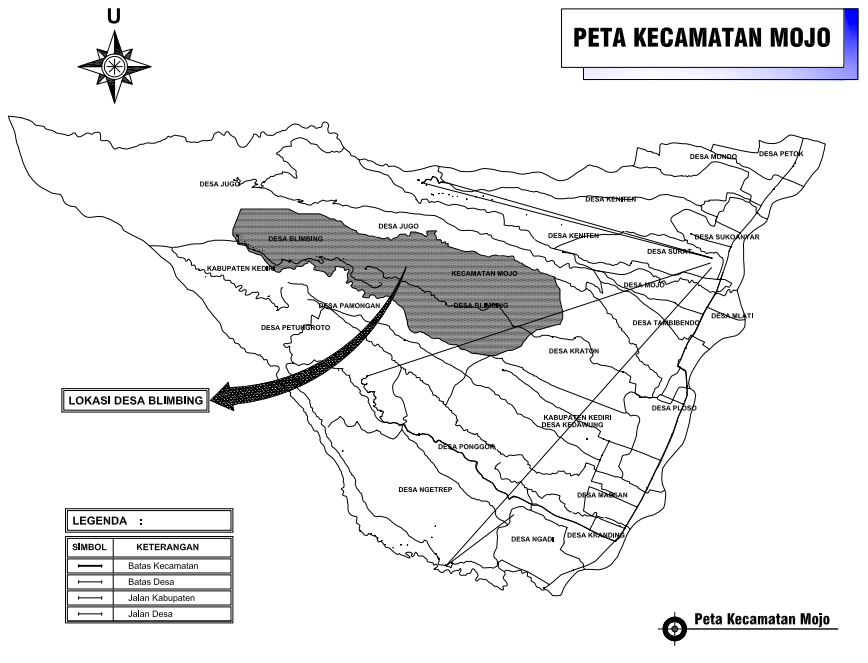 U
PETA KECAMATAN MOJO
DESA MONDO
DESA PETOK
DESA JUGO
DESA KENITEN
DESA JUGO
DESA KENITEN
DESA SUKOANYAR
DESA BLIMBING
DESA SURAT
KABUPATEN KEDIRI
KECAMATAN MOJO
DESA MOJO
DESA PAMONGAN
DESA BLIMBING
DESA MLATI
DESA PETUNGROTO
DESA TAMBIBENDO
DESA KRATON
LOKASI DESA BLIMBING
DESA PLOSO
KABUPATEN KEDIRI
DESA KEDAWUNG
DESA PONGGOK
DESA NGETREP
DESA MAESAN
DESA NGADI
DESA KRANDING
LEGENDA :
SIMBOL KETERANGAN
Batas Kecamatan
Batas Desa
Jalan Kabupaten
Jalan Desa
Peta Kecamatan Mojo